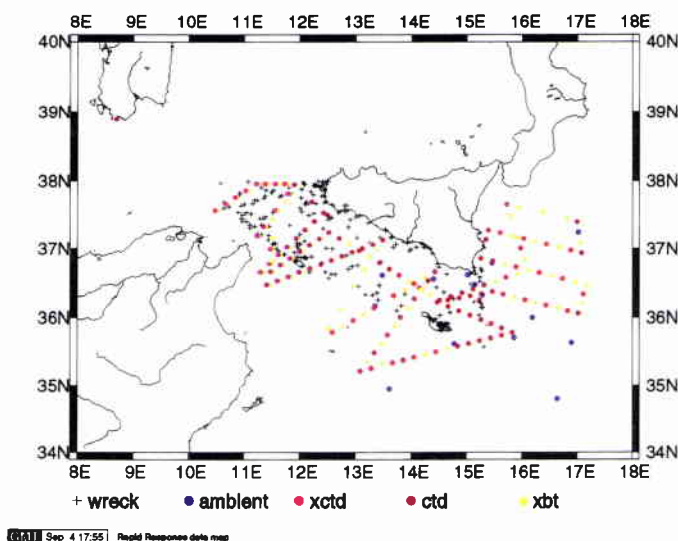 8E 9E 10E 11E 12E 13E 14E 15E 16E 17E 18E
40N 40N
39N 39N
38N 38N
37N 37N
36N 36N
35N 35N
34N 34N
8E 9E 10E 11E 12E 13E 14E 15E 16E 17E 18E
+ wreck ambient xctd ctd xbt
GMT Sep 4 17:55 Rapid Response data map